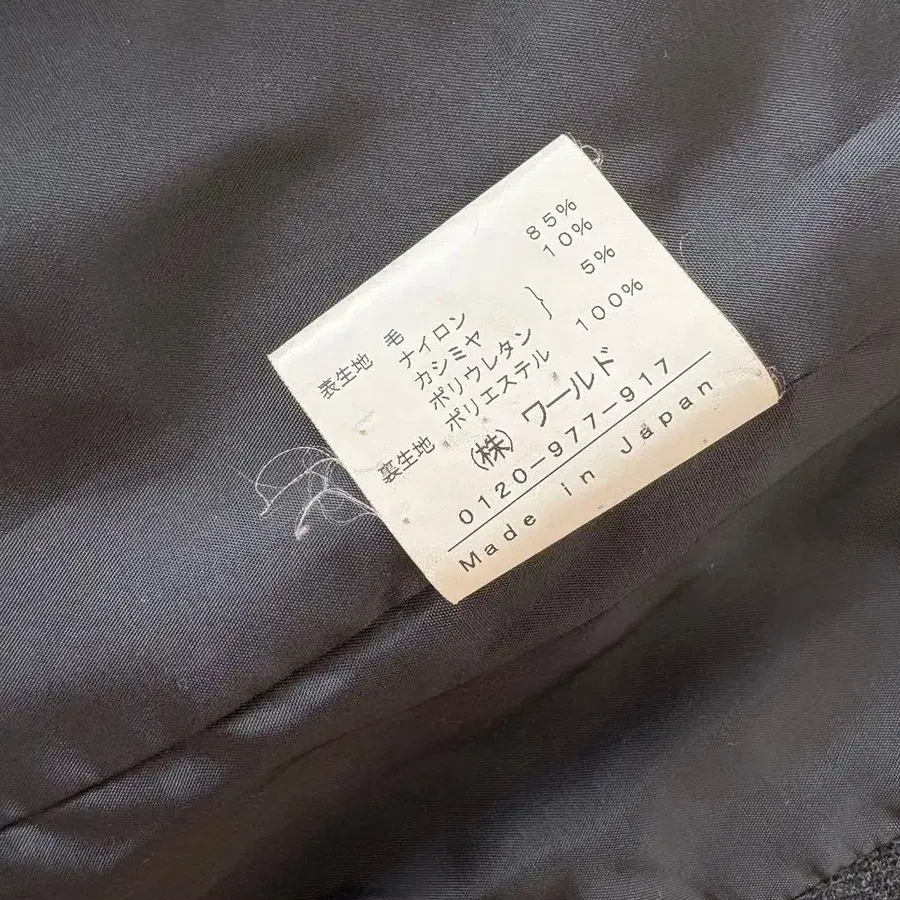 表生地 毛 85%
ナイロン 10%
カシミヤ
ポリウレタン } 5%
裏生地 ポリエステル 100%
(株) ワールド
0120-977-917
Made in Japan